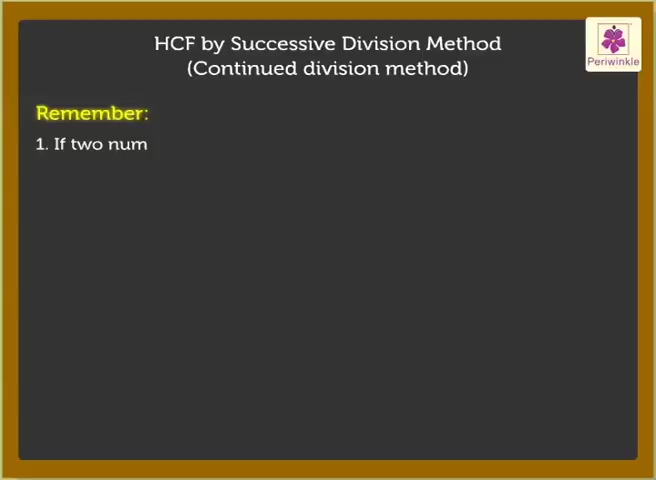 HCF by Successive Division Method
(Continued division method)
Periwinkle
Remember:
1. If two num